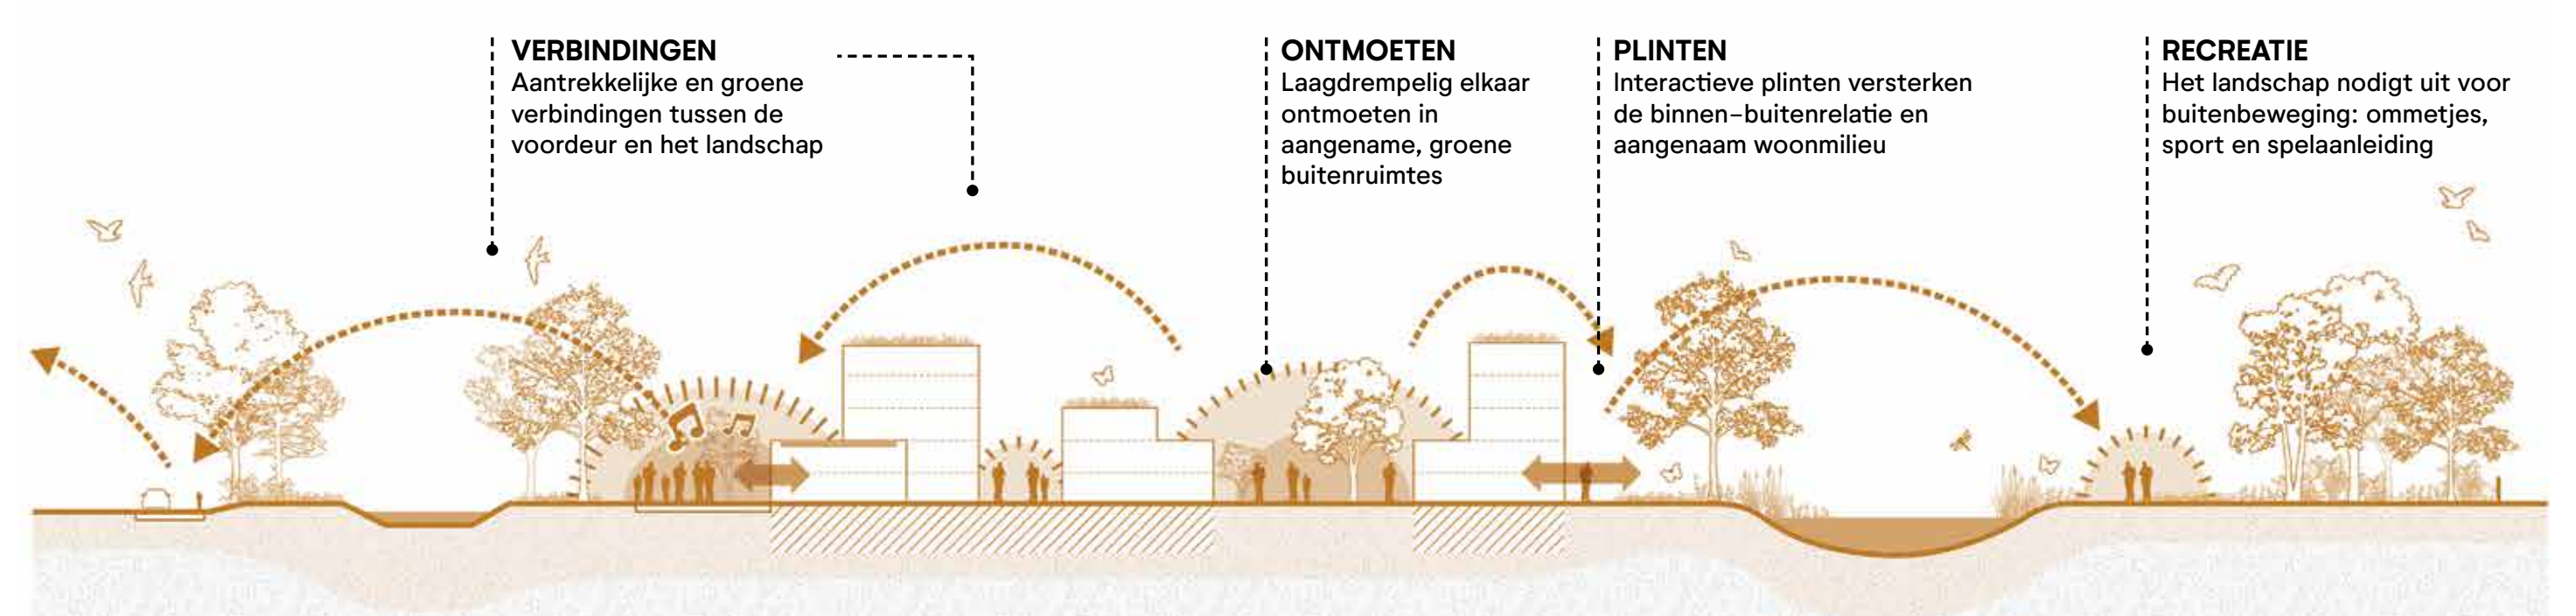 VERBINDINGEN
Aantrekkelijke en groene
verbindingen tussen de
voordeur en het landschap
ONTMOETEN
Laagdrempelig elkaar
ontmoeten in
aangename, groene
buitenruimtes
PLINTEN
Interactieve plinten versterken
de binnen-buitenrelatie en
aangenaam woonmilieu
RECREATIE
Het landschap nodigt uit voor
buitenbeweging: ommetjes,
sport en spelaanleiding